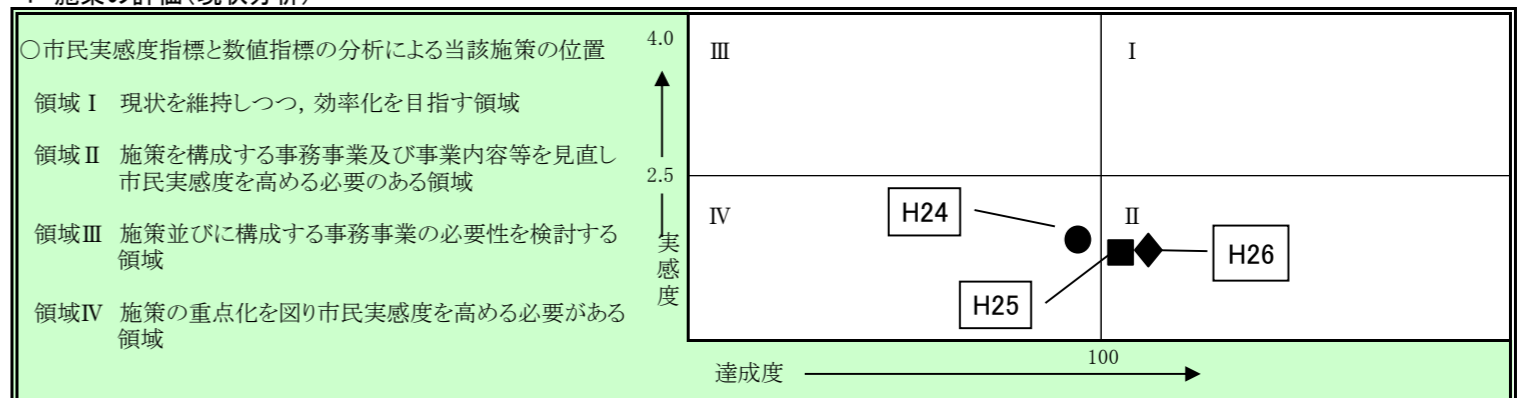 ○市民実感度指標と数値指標の分析による当該施策の位置
領域Ⅰ 現状を維持しつつ，効率化を目指す領域
領域Ⅱ 施策を構成する事務事業及び事業内容等を見直し
市民実感度を高める必要のある領域
領域Ⅲ 施策並びに構成する事務事業の必要性を検討する
領域
領域Ⅳ 施策の重点化を図り市民実感度を高める必要がある
領域
4.0
2.5
実感度
Ⅲ
Ⅰ
Ⅳ
Ⅱ
H24
H25
H26
達成度
100